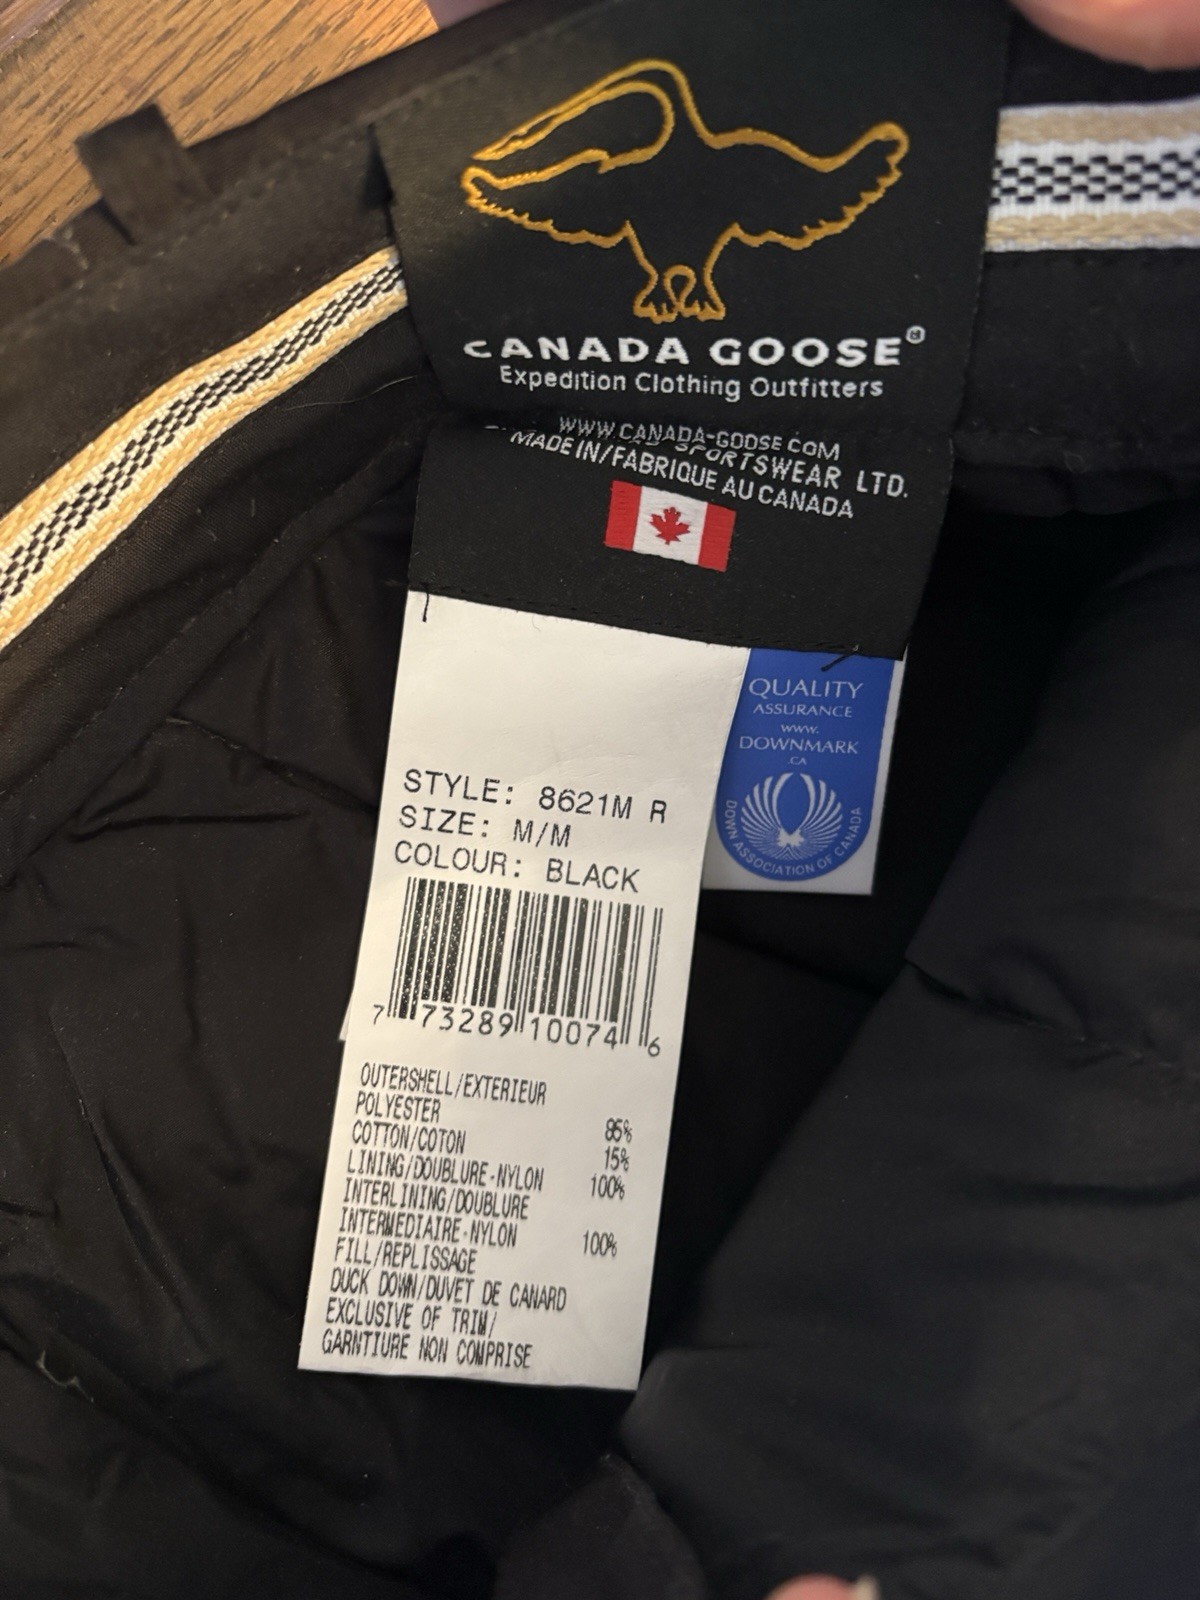 CANADA GOOSE®
Expedition Clothing Outfitters
WWW.CANADA-GOOSE.COM
SPORTSWEAR LTD.
MADE IN/FABRIQUE AU CANADA
QUALITY
ASSURANCE
www.
DOWNMARK
.CA
DOWN ASSOCIATION OF CANADA
STYLE: 8621M R
SIZE: M/M
COLOUR: BLACK
7 73289 10074 6
OUTERSHELL/EXTERIEUR
POLYESTER 85%
COTTON/COTON 15%
LINING/DOUBLURE-NYLON 100%
INTERLINING/DOUBLURE
INTERMEDIAIRE-NYLON 100%
FILL/REPLISSAGE
DUCK DOWN/DUVET DE CANARD
EXCLUSIVE OF TRIM/
GARNTIURE NON COMPRISE